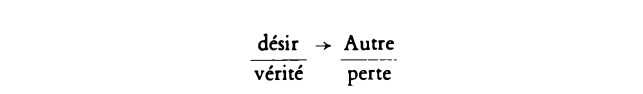 désir → Autre
vérité perte